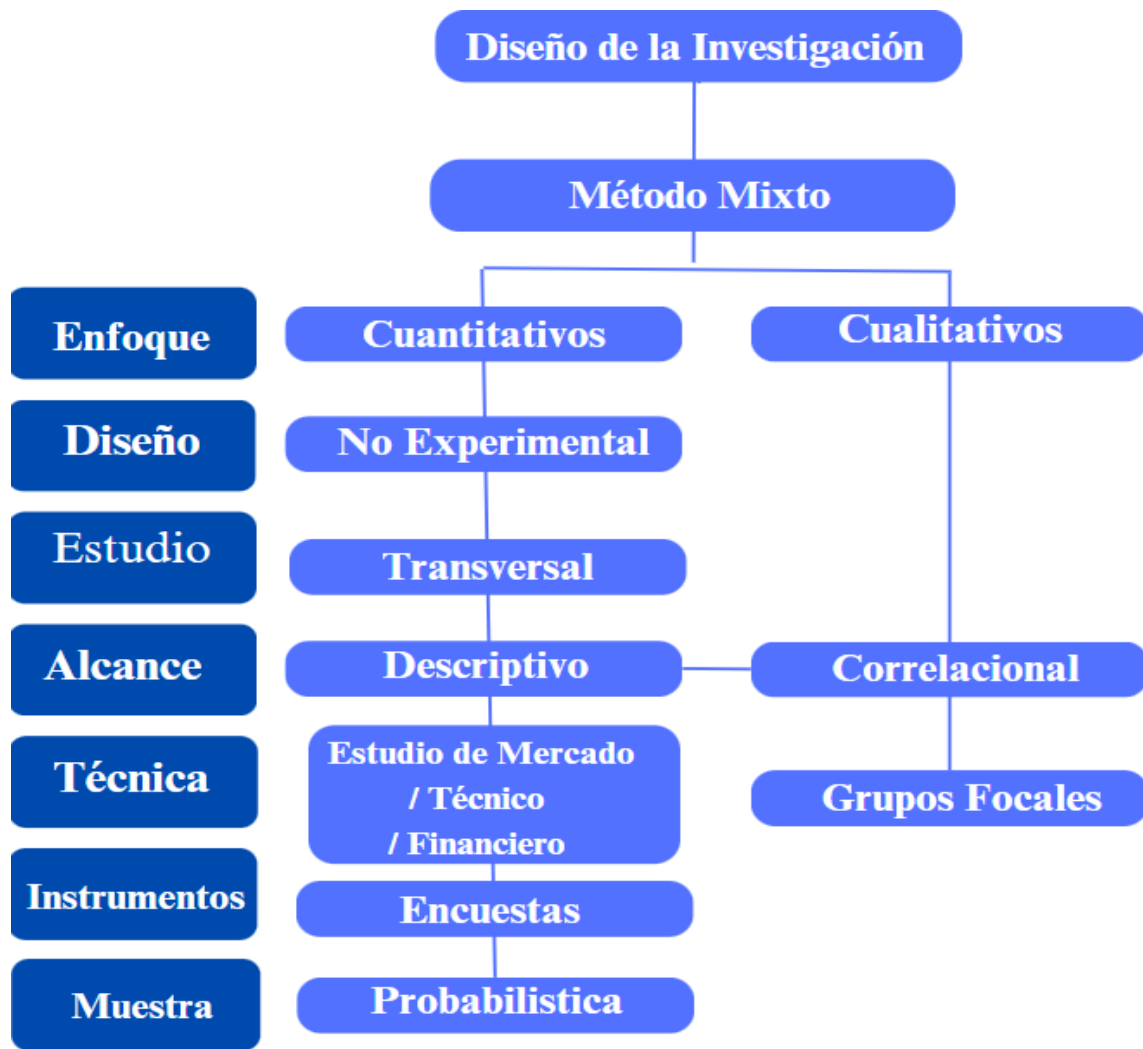 Diseño de la Investigación
Método Mixto
Enfoque
Cuantitativos
Cualitativos
Diseño
No Experimental
Estudio
Transversal
Alcance
Descriptivo
Correlacional
Técnica
Estudio de Mercado
/ Técnico
/ Financiero
Grupos Focales
Instrumentos
Encuestas
Muestra
Probabilistica